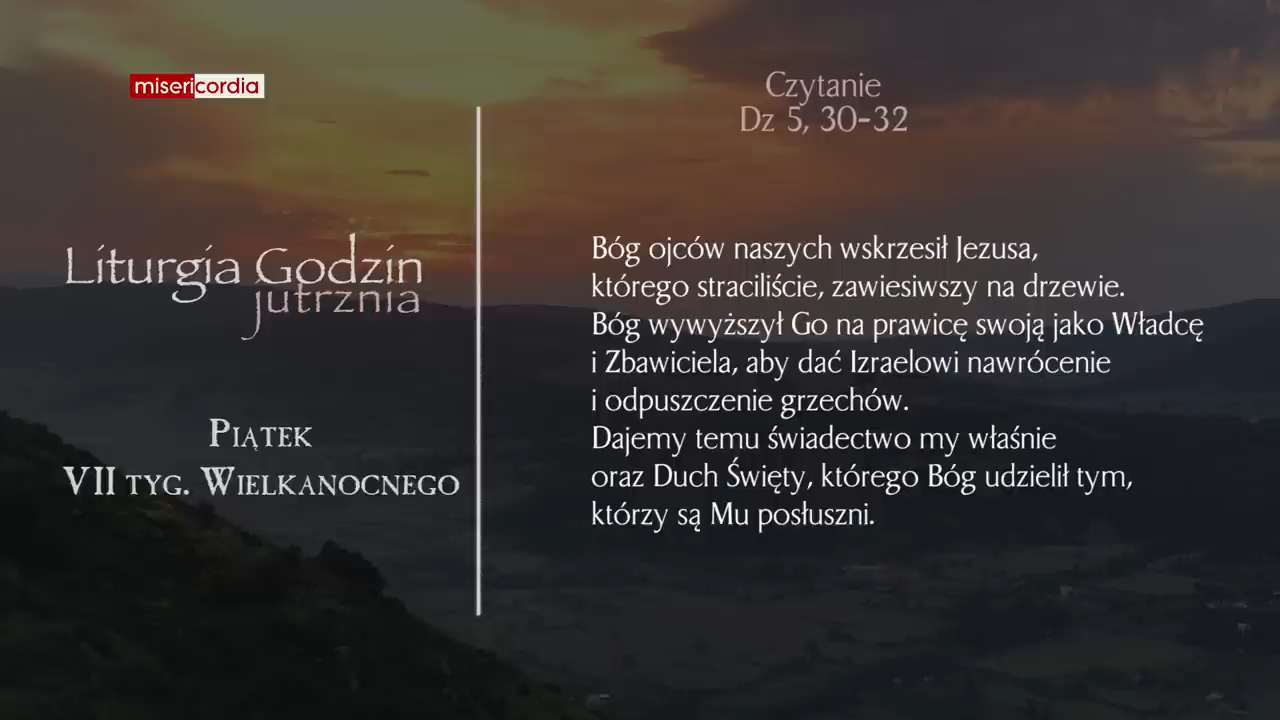 misericordia
Liturgia Godzin
jutrznia
Piątek
VII tyg. Wielkanocnego
Czytanie
Dz 5, 30-32
Bóg ojców naszych wskrzesił Jezusa,
którego straciliście, zawiesiwszy na drzewie.
Bóg wywyższył Go na prawicę swoją jako Władcę
i Zbawiciela, aby dać Izraelowi nawrócenie
i odpuszczenie grzechów.
Dajemy temu świadectwo my właśnie
oraz Duch Święty, którego Bóg udzielił tym,
którzy są Mu posłuszni.